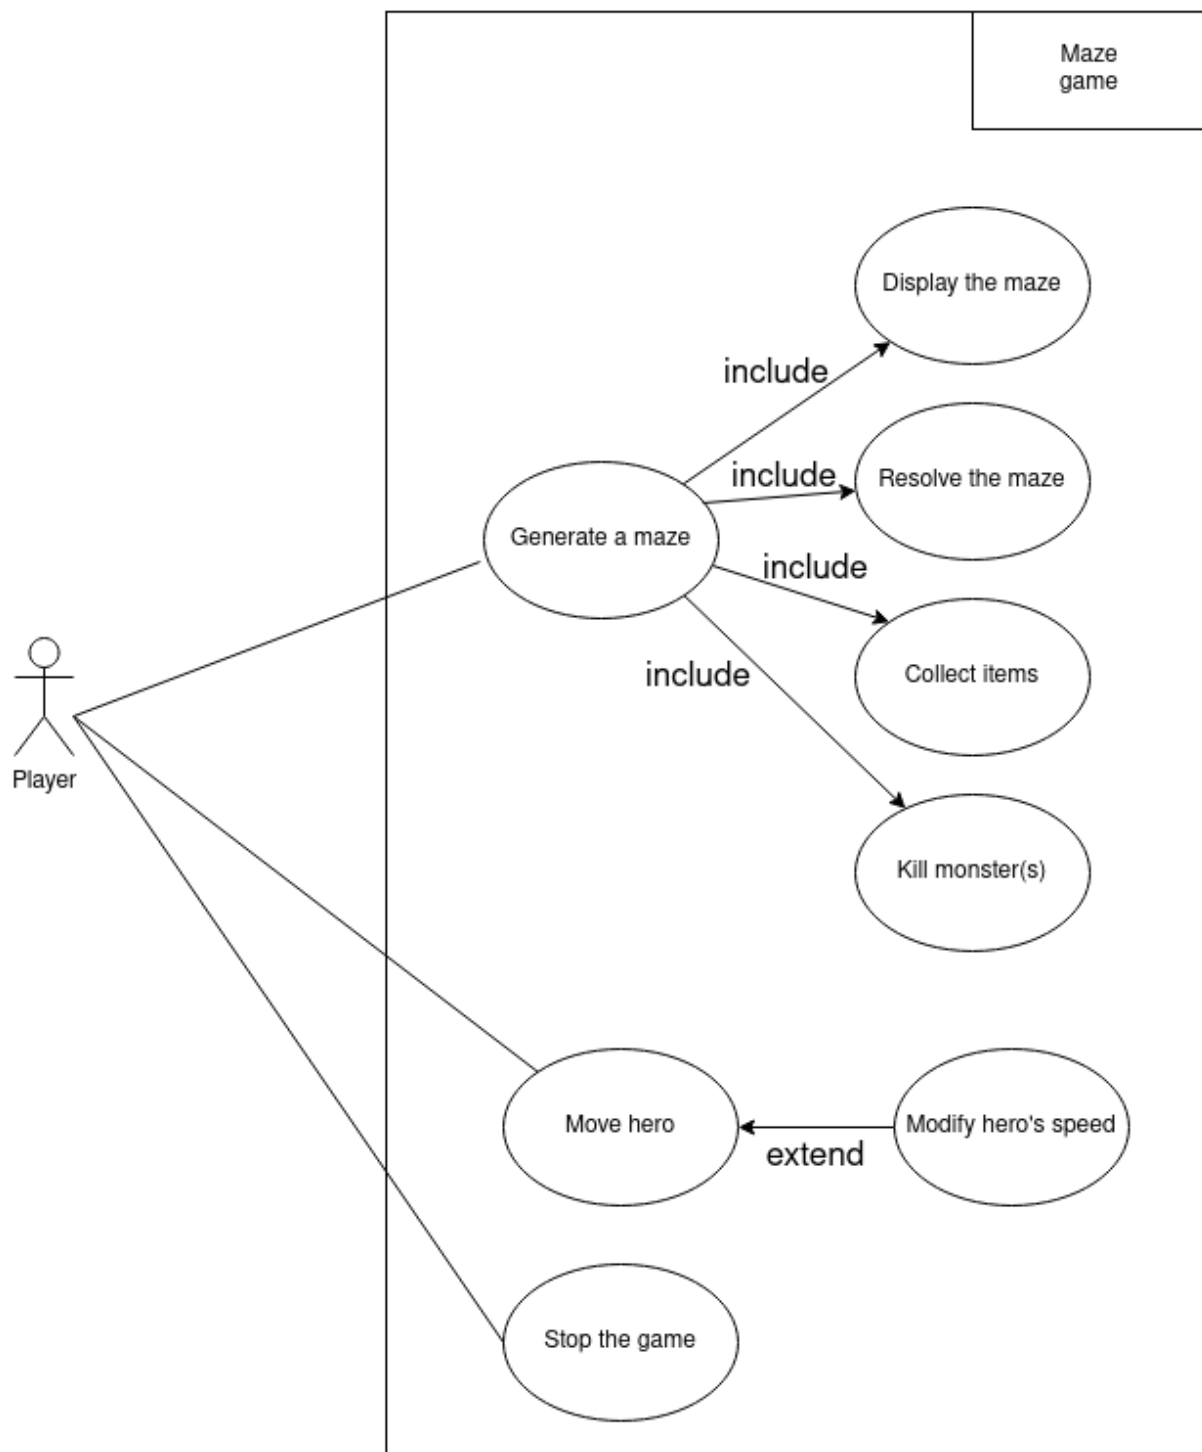 Maze
game
Display the maze
include
include
Resolve the maze
Generate a maze
include
include
Collect items
Player
Kill monster(s)
Move hero
extend
Modify hero's speed
Stop the game